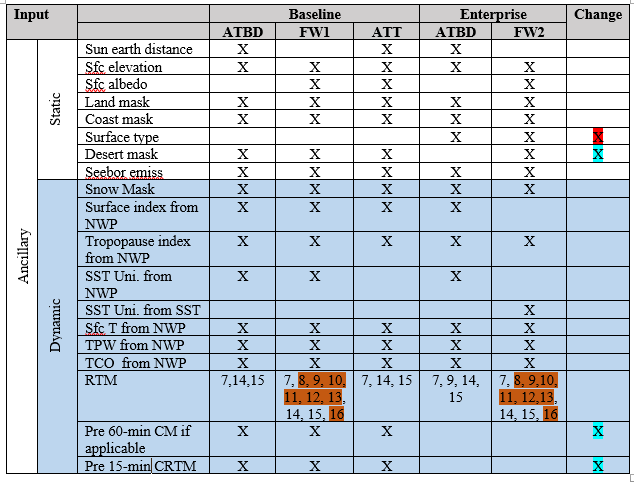 Input Baseline Enterprise Change
ATBD FW1 ATT ATBD FW2
Ancillary
Static
Sun earth distance X X X
Sfc elevation X X X X X
Sfc albedo X X X
Land mask X X X X X
Coast mask X X X X X
Surface type X X X
Desert mask X X X X X
Seebor emiss X X X X X
Dynamic
Snow Mask X X X X X
Surface index from X X X X
NWP
Tropopause index X X X X X
from NWP
SST Uni. from X X X
NWP
SST Uni. from SST X
Sfc T from NWP X X X X X
TPW from NWP X X X X X
TCO from NWP X X X X X
RTM 7,14,15 7, 8, 9, 10, 7, 14, 15 7, 9, 14, 7, 8, 9,10,
11, 12, 13, 15 11, 12,13,
14, 15, 16 14, 15, 16
Pre 60-min CM if X X X X
applicable
Pre 15-min CRTM X X X X